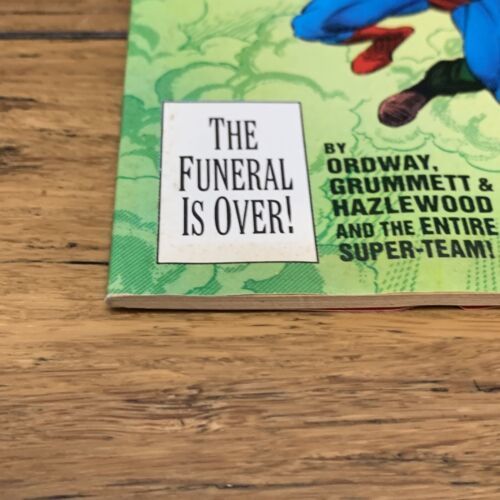 THE
FUNERAL
IS OVER!
BY
ORDWAY,
GRUMMETT &
HAZLEWOOD
AND THE ENTIRE
SUPER-TEAM!